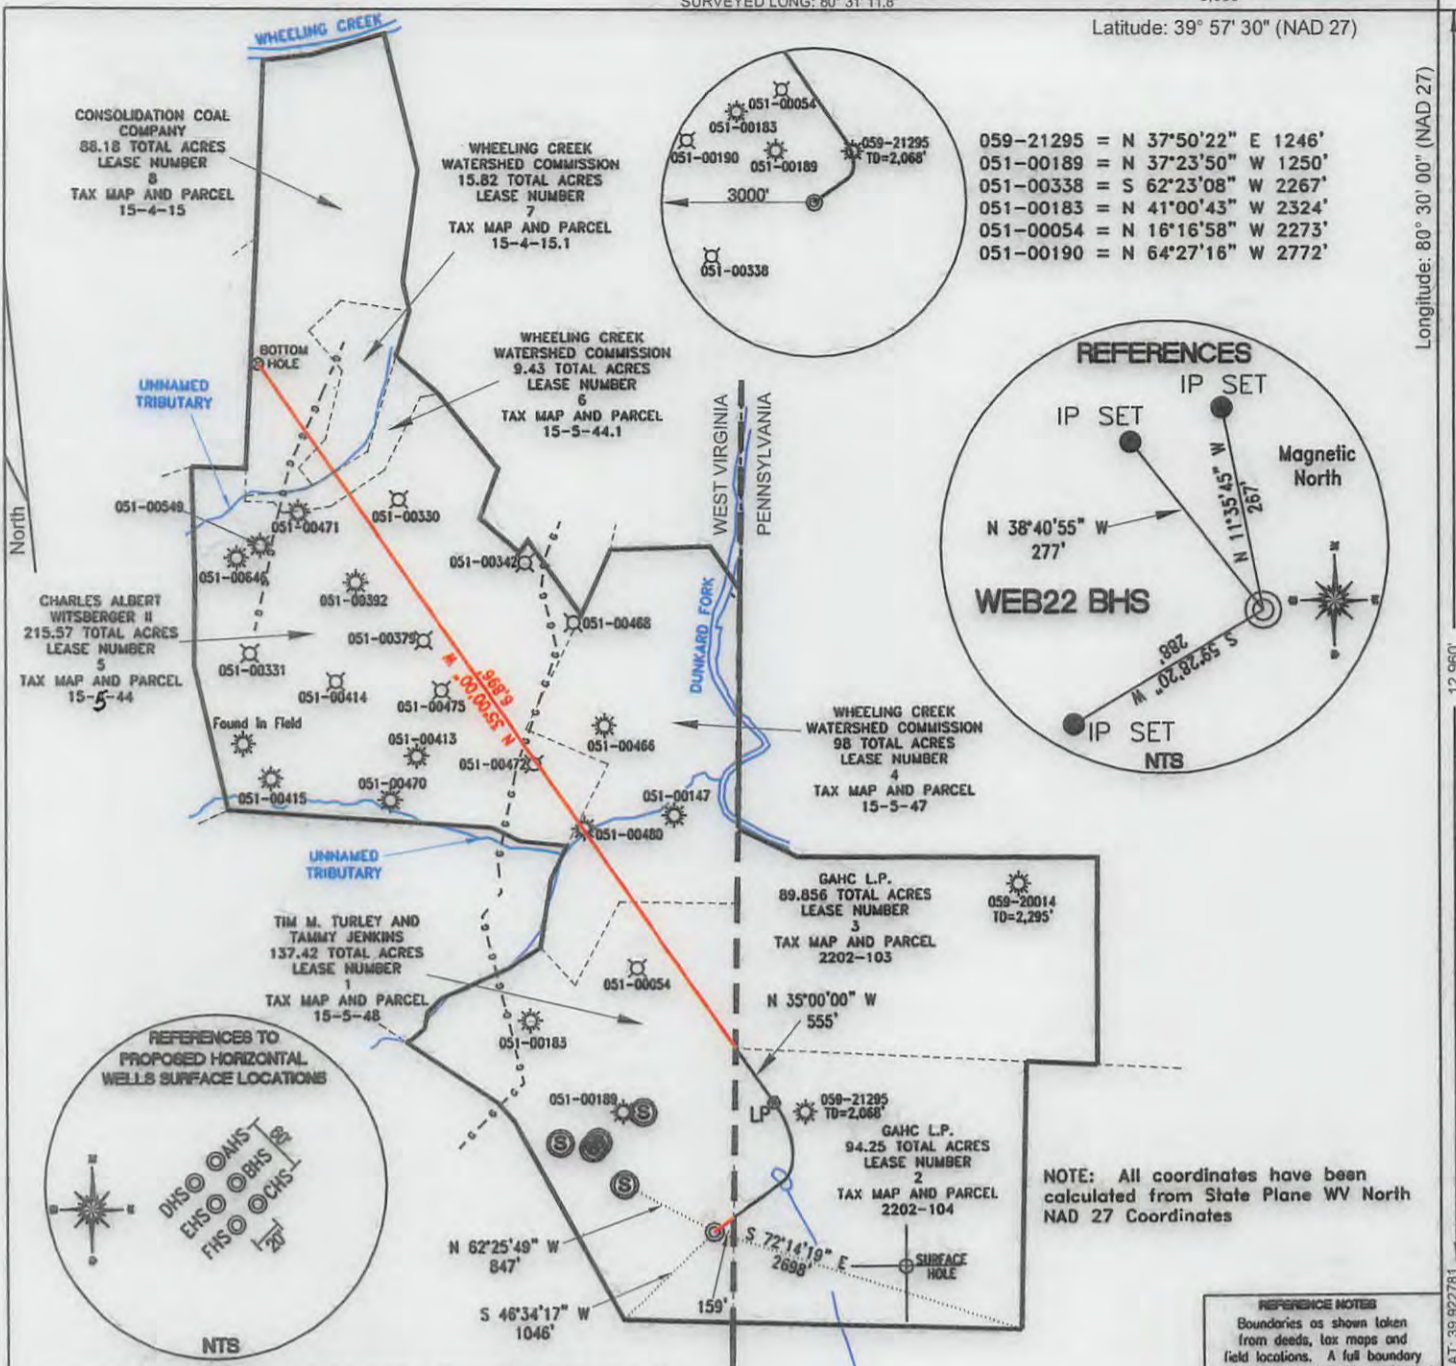 SURVEYED LONG: 80° 31' 11.8"
Latitude: 39° 57' 30" (NAD 27)
Longitude: 80° 30' 00" (NAD 27)
WHEELING CREEK
CONSOLIDATION COAL
COMPANY
88.18 TOTAL ACRES
LEASE NUMBER
8
TAX MAP AND PARCEL
15-4-15
WHEELING CREEK
WATERSHED COMMISSION
15.82 TOTAL ACRES
LEASE NUMBER
7
TAX MAP AND PARCEL
15-4-15.1
051-00054
051-00183
051-00190
051-00189
059-21295
TD=2,068'
3000'
051-00338
059-21295 = N 37°50'22" E 1246'
051-00189 = N 37°23'50" W 1250'
051-00338 = S 62°23'08" W 2267'
051-00183 = N 41°00'43" W 2324'
051-00054 = N 16°16'58" W 2273'
051-00190 = N 64°27'16" W 2772'
BOTTOM
HOLE
UNNAMED
TRIBUTARY
WHEELING CREEK
WATERSHED COMMISSION
9.43 TOTAL ACRES
LEASE NUMBER
6
TAX MAP AND PARCEL
15-5-44.1
WEST VIRGINIA
PENNSYLVANIA
REFERENCES
IP SET
IP SET
Magnetic
North
N 11°35'45" W
267'
N 38°40'55" W
277'
WEB22 BHS
S 59°28'20" W
288'
IP SET
NTS
North
051-00549
051-00471
051-00330
051-00646
051-00342
051-00392
CHARLES ALBERT
WITSBERGER II
215.57 TOTAL ACRES
LEASE NUMBER
5
TAX MAP AND PARCEL
15-5-44
051-00468
051-00379
051-00331
051-00414
051-00475
N 35°00'00" W
6,896'
DUNKARD FORK
Found In Field
051-00413
051-00466
051-00472
051-00415
051-00470
051-00147
051-00480
WHEELING CREEK
WATERSHED COMMISSION
98 TOTAL ACRES
LEASE NUMBER
4
TAX MAP AND PARCEL
15-5-47
12,960'
UNNAMED
TRIBUTARY
GAHC L.P.
89.856 TOTAL ACRES
LEASE NUMBER
3
TAX MAP AND PARCEL
2202-103
059-20014
TD=2,295'
TIM M. TURLEY AND
TAMMY JENKINS
137.42 TOTAL ACRES
LEASE NUMBER
1
TAX MAP AND PARCEL
15-5-48
051-00054
N 35°00'00" W
555'
051-00183
REFERENCES TO
PROPOSED HORIZONTAL
WELLS SURFACE LOCATIONS
AHS
BHS
CHS
DHS
EHS
FHS
60'
20'
NTS
051-00189
S
S
S
S
LP
059-21295
TD=2,068'
GAHC L.P.
94.25 TOTAL ACRES
LEASE NUMBER
2
TAX MAP AND PARCEL
2202-104
NOTE: All coordinates have been
calculated from State Plane WV North
NAD 27 Coordinates
N 62°25'49" W
847'
S 72°14'19" E
2698'
SURFACE
HOLE
S 46°34'17" W
1046'
159'
REFERENCE NOTES
Boundaries as shown taken
from deeds, tax maps and
field locations. A full boundary
39.922781